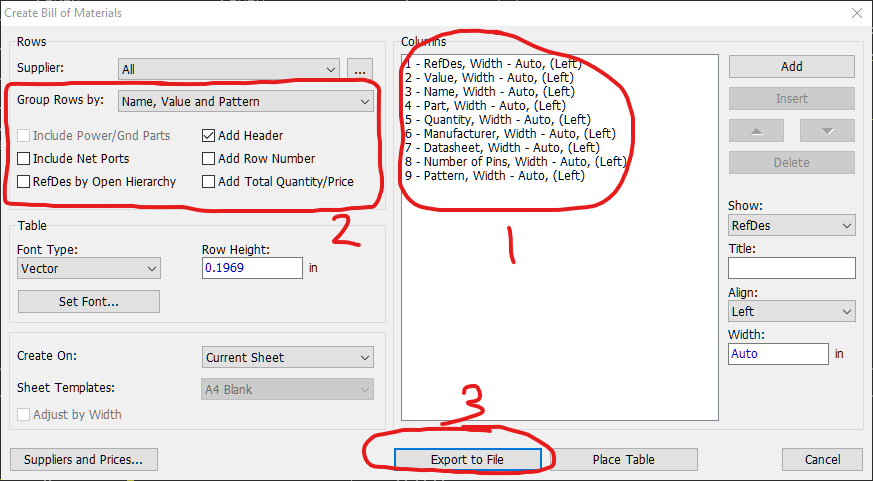 Create Bill of Materials
Rows
Supplier:
All
...
Group Rows by:
Name, Value and Pattern
Include Power/Gnd Parts
Add Header
Include Net Ports
Add Row Number
RefDes by Open Hierarchy
Add Total Quantity/Price
2
Table
Font Type:
Row Height:
Vector
0.1969
in
Set Font...
Create On:
Current Sheet
Sheet Templates:
A4 Blank
Adjust by Width
Suppliers and Prices...
Columns
1 - RefDes, Width - Auto, (Left)
2 - Value, Width - Auto, (Left)
3 - Name, Width - Auto, (Left)
4 - Part, Width - Auto, (Left)
5 - Quantity, Width - Auto, (Left)
6 - Manufacturer, Width - Auto, (Left)
7 - Datasheet, Width - Auto, (Left)
8 - Number of Pins, Width - Auto, (Left)
9 - Pattern, Width - Auto, (Left)
1
Add
Insert
Delete
Show:
RefDes
Title:
Align:
Left
Width:
Auto
in
3
Export to File
Place Table
Cancel